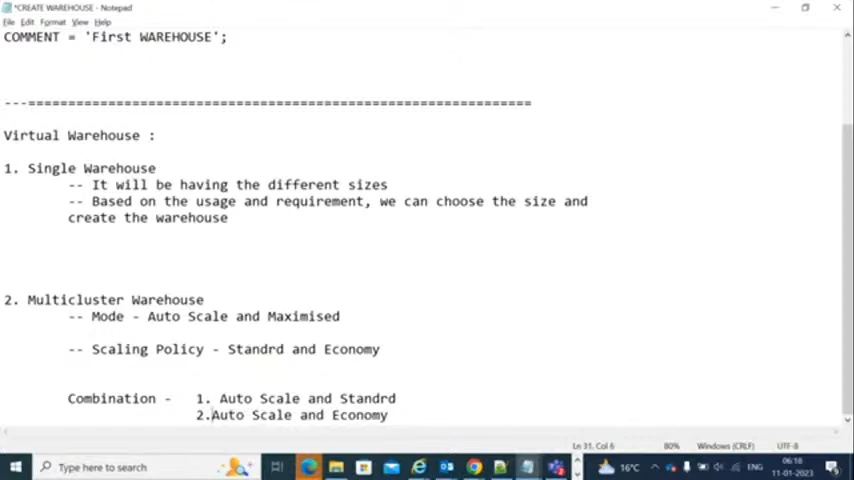 *CREATE WAREHOUSE - Notepad
File Edit Format View Help
COMMENT = 'First WAREHOUSE';
---===============================================================
Virtual Warehouse :
1. Single Warehouse
-- It will be having the different sizes
-- Based on the usage and requirement, we can choose the size and
create the warehouse
2. Multicluster Warehouse
-- Mode - Auto Scale and Maximised
-- Scaling Policy - Standrd and Economy
Combination - 1. Auto Scale and Standrd
2.Auto Scale and Economy
Ln 31, Col 6 80% Windows (CRLF) UTF-8
Type here to search 16°C ENG 06:18
11-01-2023